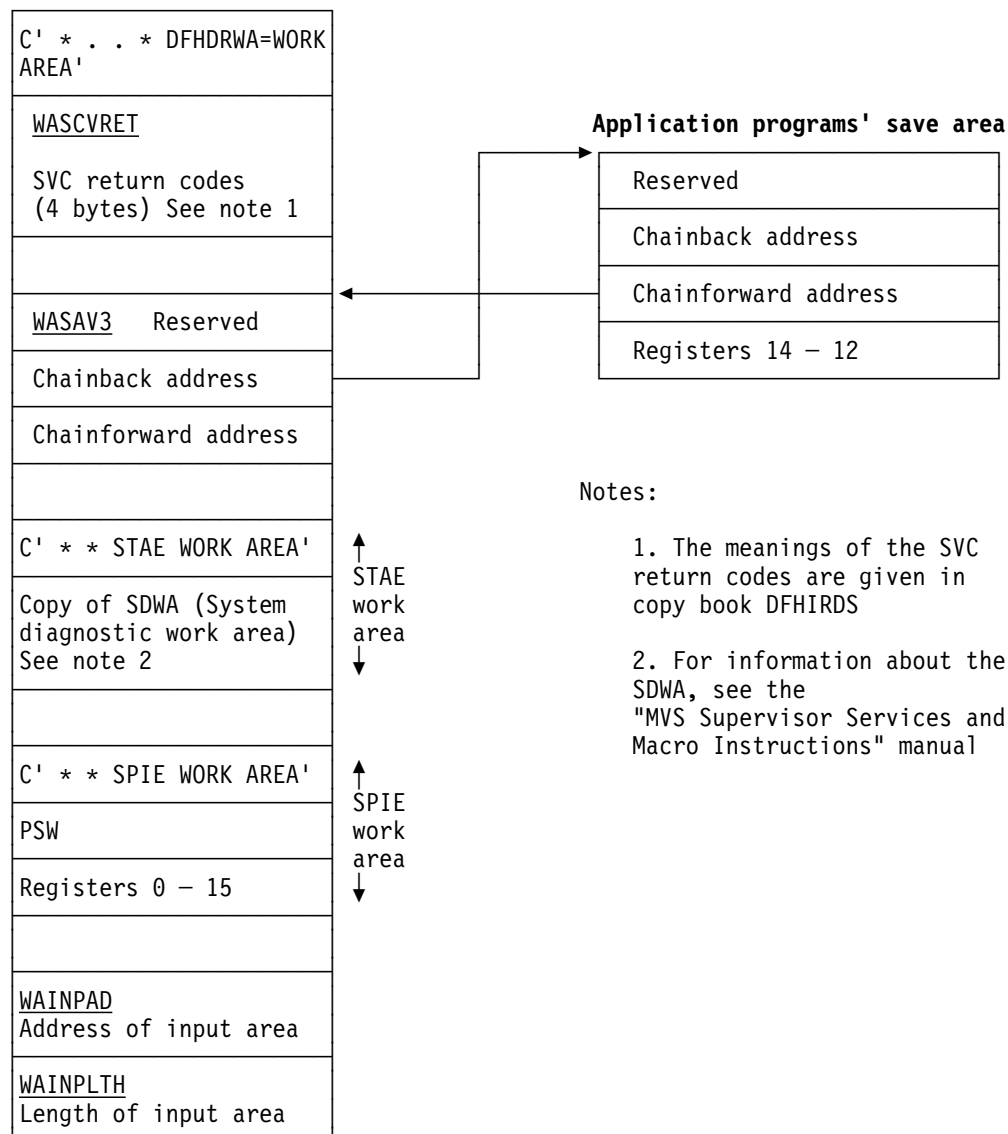 C' * . . * DFHDRWA=WORK
AREA'
WASCVRET
SVC return codes
(4 bytes) See note 1
WASAV3 Reserved
Chainback address
Chainforward address
C' * * STAE WORK AREA'
Copy of SDWA (System
diagnostic work area)
See note 2
STAE
work
area
C' * * SPIE WORK AREA'
PSW
Registers 0 – 15
SPIE
work
area
WAINPAD
Address of input area
WAINPLTH
Length of input area
Application programs' save area
Reserved
Chainback address
Chainforward address
Registers 14 – 12
Notes:
1. The meanings of the SVC
return codes are given in
copy book DFHIRDS
2. For information about the
SDWA, see the
"MVS Supervisor Services and
Macro Instructions" manual